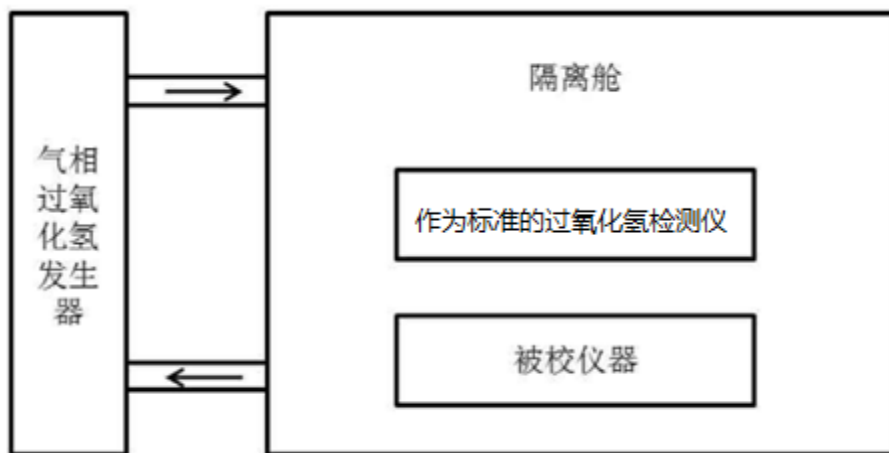 隔离舱
气相
过氧
化氢
发生
器
作为标准的过氧化氢检测仪
被校仪器